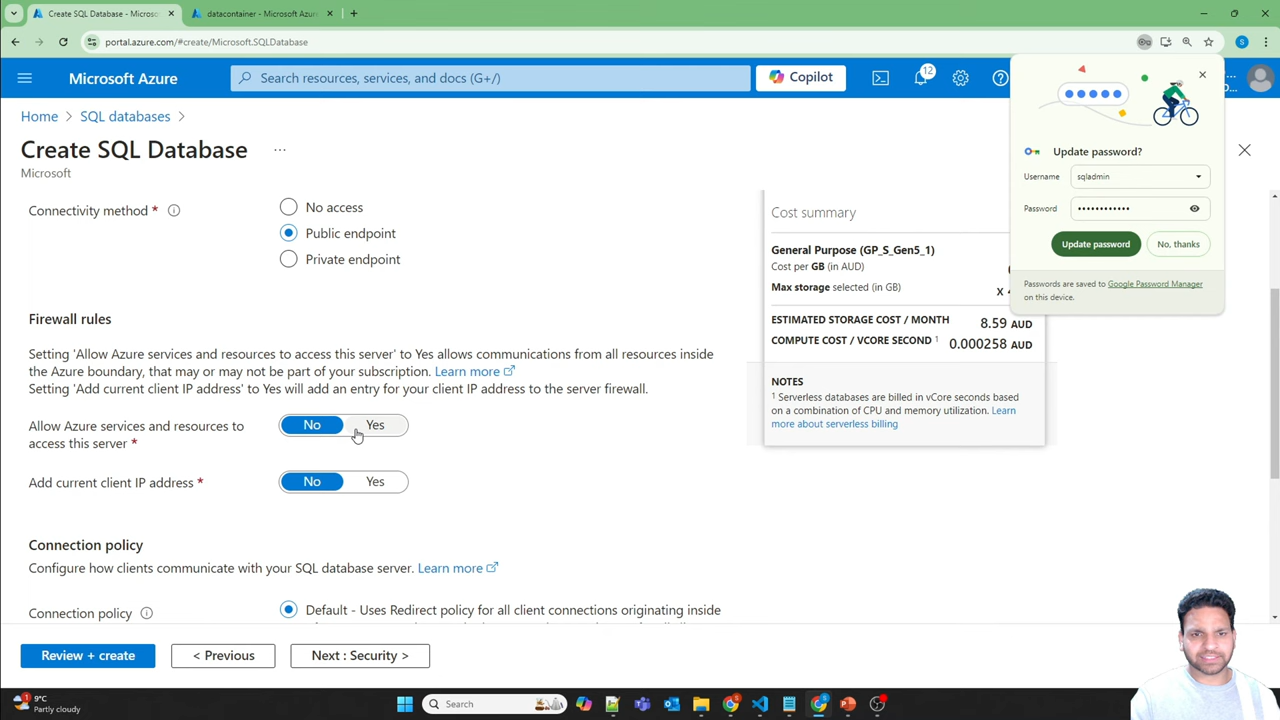 Create SQL Database - Microso
datacontainer - Microsoft Azure
portal.azure.com/#create/Microsoft.SQLDatabase
Microsoft Azure
Search resources, services, and docs (G+/)
Copilot
12
Home > SQL databases >
Create SQL Database
...
Microsoft
Update password?
Username
sqladmin
Password
Update password
No, thanks
Passwords are saved to Google Password Manager
on this device.
Connectivity method *
No access
Public endpoint
Private endpoint
Firewall rules
Setting 'Allow Azure services and resources to access this server' to Yes allows communications from all resources inside
the Azure boundary, that may or may not be part of your subscription. Learn more
Setting 'Add current client IP address' to Yes will add an entry for your client IP address to the server firewall.
Allow Azure services and resources to
access this server *
No
Yes
Add current client IP address *
No
Yes
Connection policy
Configure how clients communicate with your SQL database server. Learn more
Connection policy
Default - Uses Redirect policy for all client connections originating inside
Cost summary
General Purpose (GP_S_Gen5_1)
Cost per GB (in AUD)
Max storage selected (in GB)
X
ESTIMATED STORAGE COST / MONTH
8.59 AUD
COMPUTE COST / VCORE SECOND 1
0.000258 AUD
NOTES
1 Serverless databases are billed in vCore seconds based
on a combination of CPU and memory utilization. Learn
more about serverless billing
Review + create
< Previous
Next : Security >
1
9°C
Partly cloudy
Search